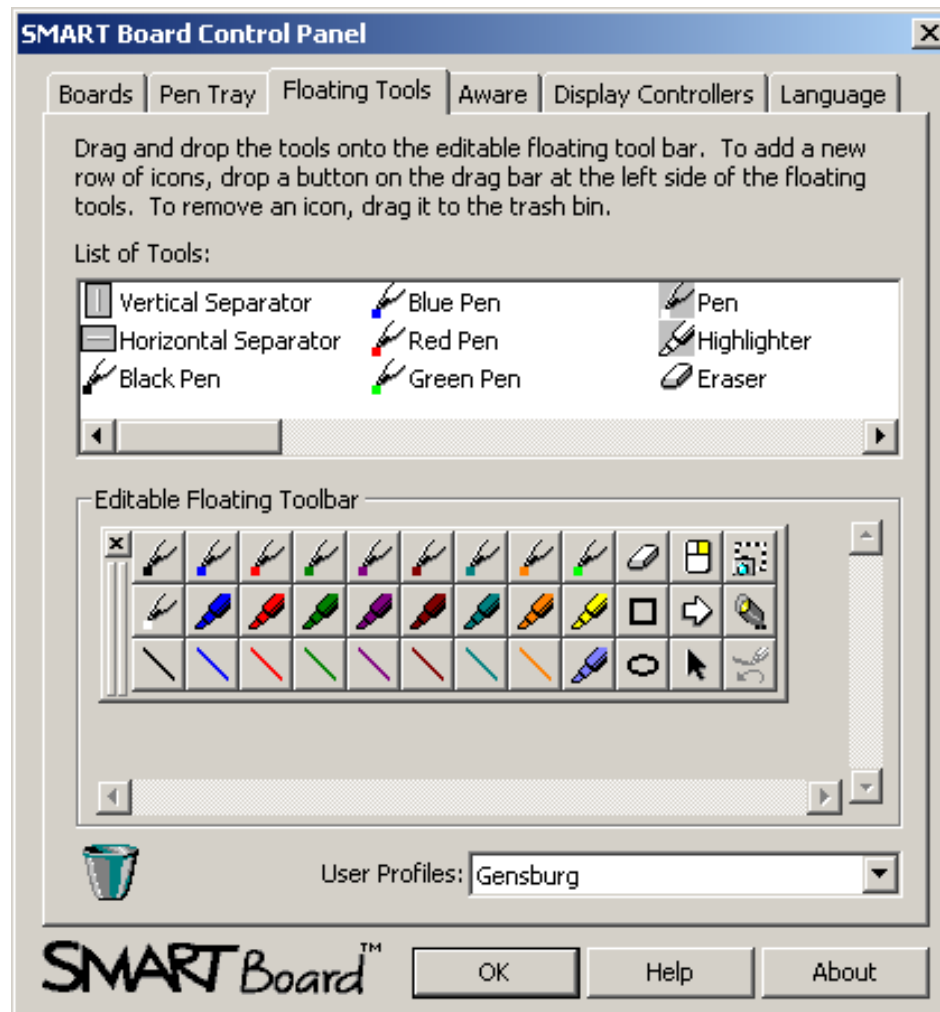 SMART Board Control Panel
Boards Pen Tray Floating Tools Aware Display Controllers Language
Drag and drop the tools onto the editable floating tool bar. To add a new
row of icons, drop a button on the drag bar at the left side of the floating
tools. To remove an icon, drag it to the trash bin.
List of Tools:
Vertical Separator Blue Pen Pen
Horizontal Separator Red Pen Highlighter
Black Pen Green Pen Eraser
Editable Floating Toolbar
User Profiles: Gensburg
SMART Board™ OK Help About